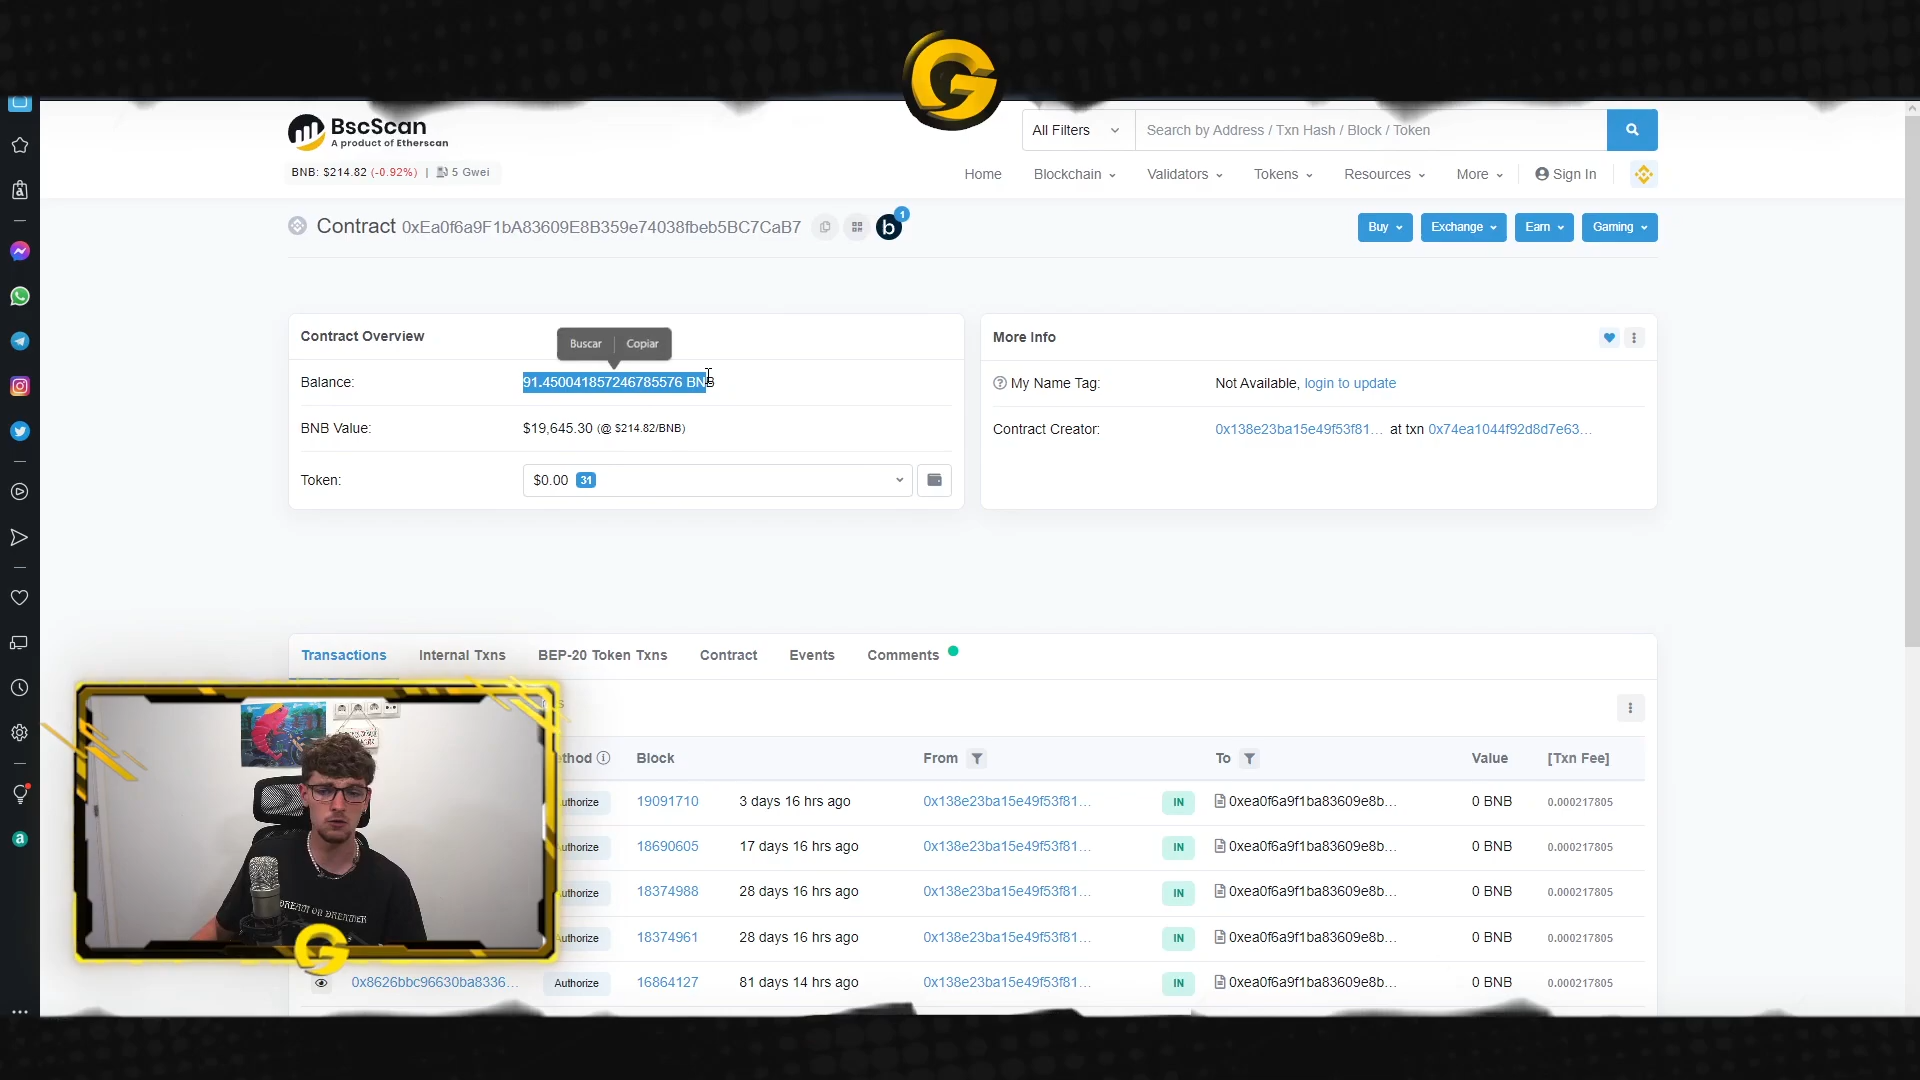 BscScan
A product of Etherscan
All Filters
Search by Address / Txn Hash / Block / Token
BNB: $214.82 (-0.92%) | 5 Gwei
Home Blockchain Validators Tokens Resources More Sign In
Contract 0xEa0f6a9F1bA83609E8B359e74038fbeb5BC7CaB7
b 1
Buy Exchange Earn Gaming
Contract Overview
Buscar Copiar
Balance: 91.450041857246785576 BNB
BNB Value: $19,645.30 (@ $214.82/BNB)
Token: $0.00 31
More Info
My Name Tag: Not Available, login to update
Contract Creator: 0x138e23ba15e49f53f81... at txn 0x74ea1044f92d8d7e63...
Transactions Internal Txns BEP-20 Token Txns Contract Events Comments
Block From To Value [Txn Fee]
19091710 3 days 16 hrs ago 0x138e23ba15e49f53f81... IN 0xea0f6a9f1ba83609e8b... 0 BNB 0.000217805
18690605 17 days 16 hrs ago 0x138e23ba15e49f53f81... IN 0xea0f6a9f1ba83609e8b... 0 BNB 0.000217805
18374988 28 days 16 hrs ago 0x138e23ba15e49f53f81... IN 0xea0f6a9f1ba83609e8b... 0 BNB 0.000217805
18374961 28 days 16 hrs ago 0x138e23ba15e49f53f81... IN 0xea0f6a9f1ba83609e8b... 0 BNB 0.000217805
0x8626bbc96630ba8336... Authorize 16864127 81 days 14 hrs ago 0x138e23ba15e49f53f81... IN 0xea0f6a9f1ba83609e8b... 0 BNB 0.000217805
DREAM OR DREAMER